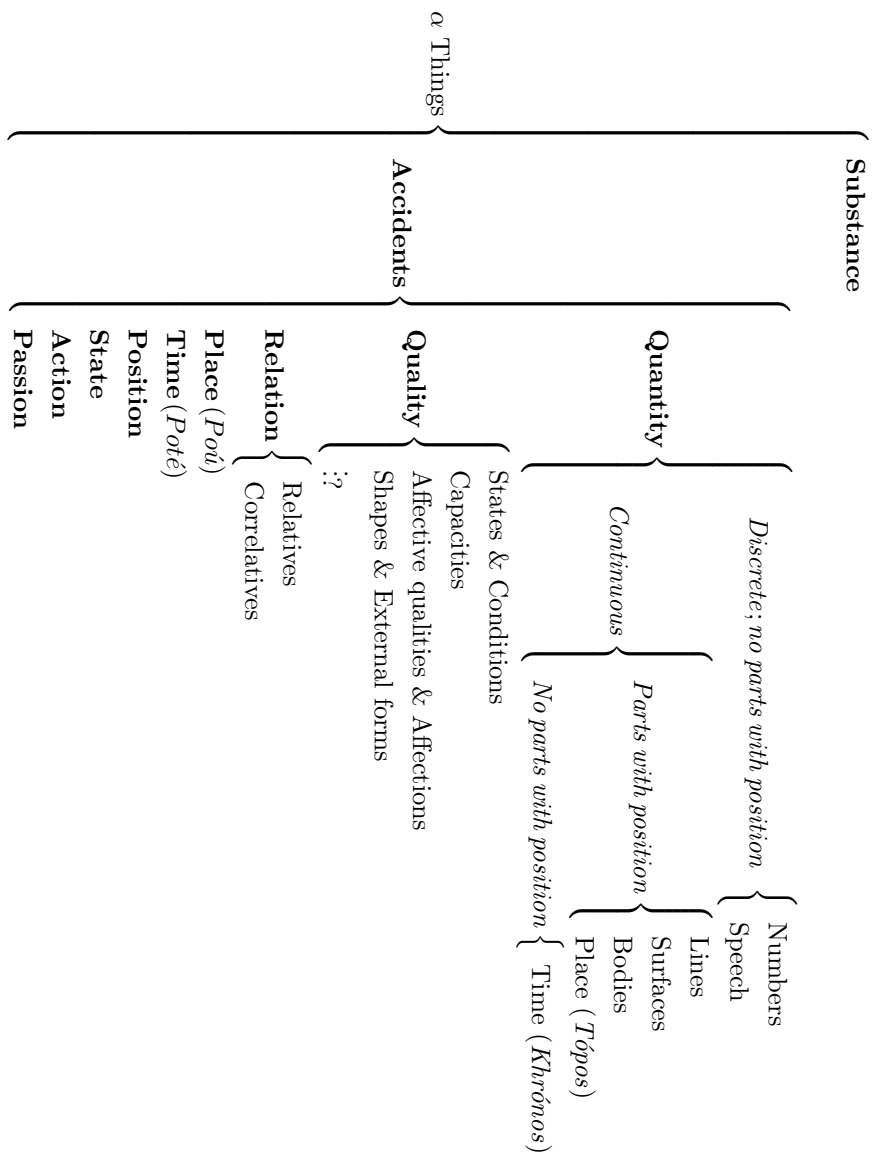 α Things
Substance
Accidents
Quantity
Discrete; no parts with position
Numbers
Speech
Continuous
Parts with position
Lines
Surfaces
Bodies
Place (Tópos)
No parts with position
Time (Khrónos)
Quality
States & Conditions
Capacities
Affective qualities & Affections
Shapes & External forms
⋮?
Relation
Relatives
Correlatives
Place (Poú)
Time (Poté)
Position
State
Action
Passion